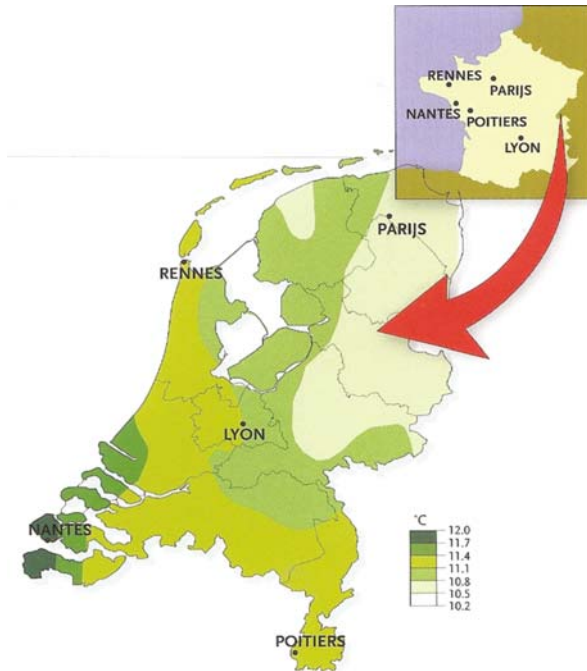 RENNES
PARIJS
NANTES
POITIERS
LYON
PARIJS
RENNES
LYON
NANTES
POITIERS
°C
12.0
11.7
11.4
11.1
10.8
10.5
10.2